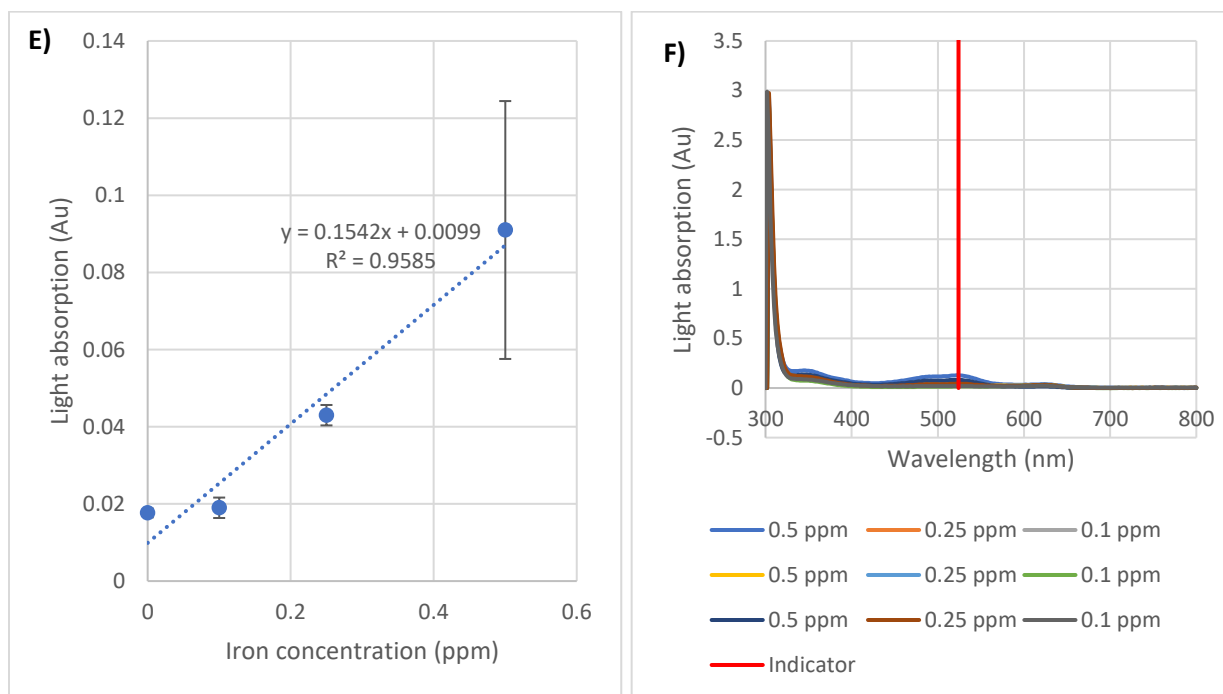 E)
0.14
0.12
0.1
0.08
0.06
0.04
0.02
0
Light absorption (Au)
y = 0.1542x + 0.0099
R² = 0.9585
0 0.2 0.4 0.6
Iron concentration (ppm)
F)
3.5
3
2.5
2
1.5
1
0.5
0
-0.5
Light absorption (Au)
300 400 500 600 700 800
Wavelength (nm)
0.5 ppm 0.25 ppm 0.1 ppm
0.5 ppm 0.25 ppm 0.1 ppm
0.5 ppm 0.25 ppm 0.1 ppm
Indicator